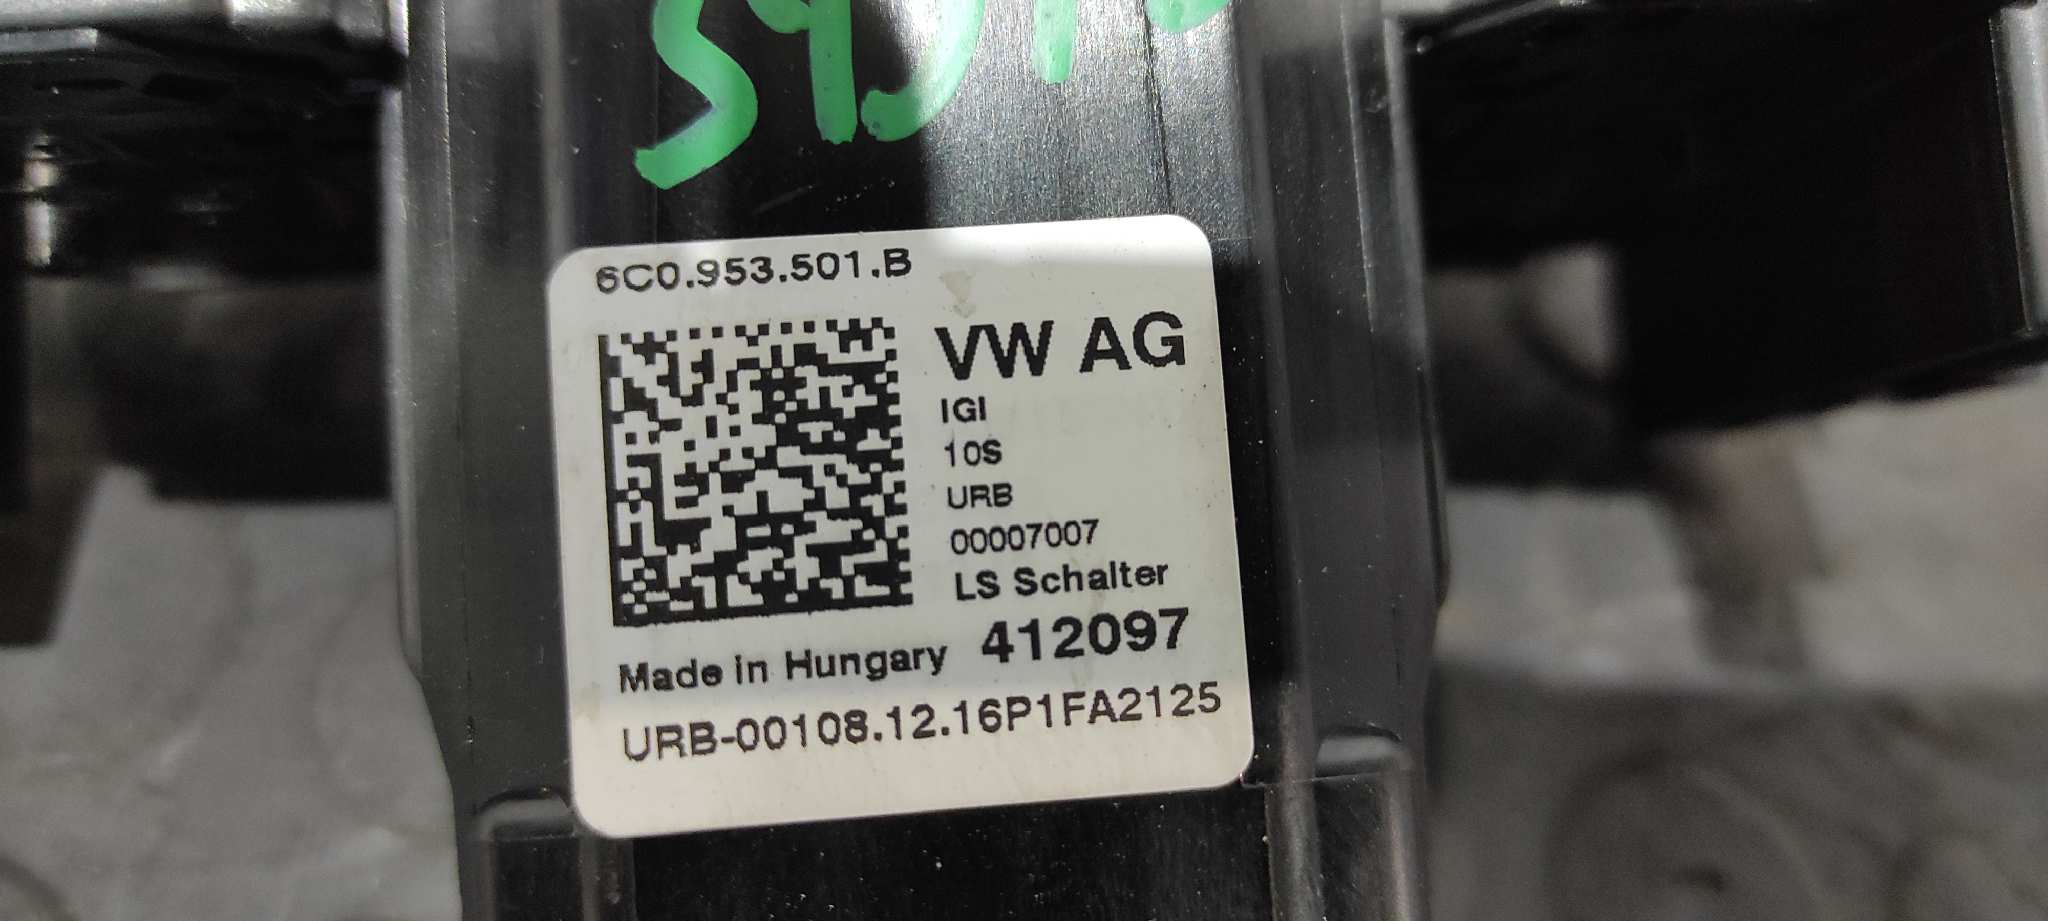 6C0.953.501.B
VW AG
IGI
10S
URB
00007007
LS Schalter
Made in Hungary 412097
URB-00108.12.16P1FA2125